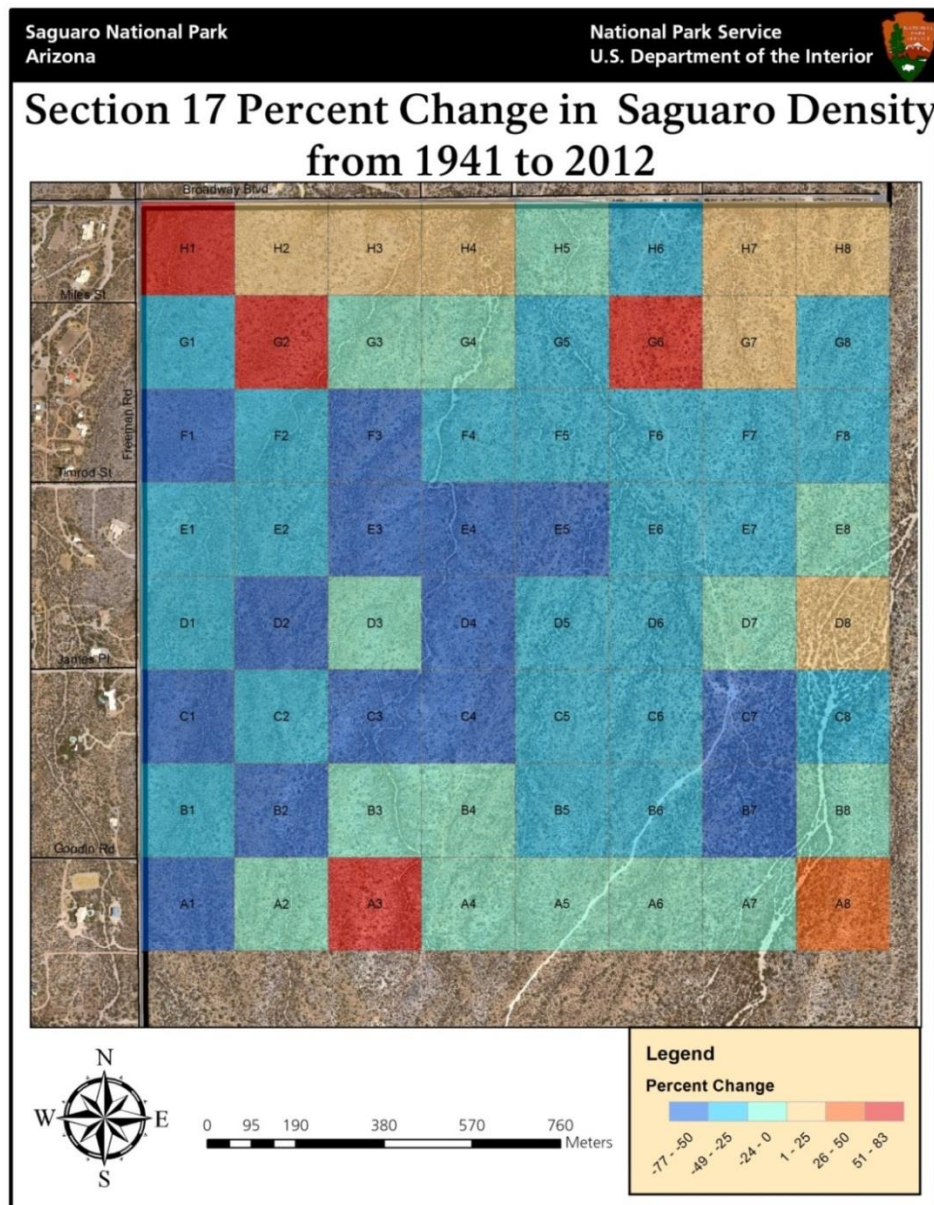 Saguaro National Park
Arizona
National Park Service
U.S. Department of the Interior
Section 17 Percent Change in Saguaro Density
from 1941 to 2012
Broadway Blvd
H1 H2 H3 H4 H5 H6 H7 H8
Miles St
G1 G2 G3 G4 G5 G6 G7 G8
Freeman Rd
F1 F2 F3 F4 F5 F6 F7 F8
Timrod St
E1 E2 E3 E4 E5 E6 E7 E8
D1 D2 D3 D4 D5 D6 D7 D8
James Pl
C1 C2 C3 C4 C5 C6 C7 C8
B1 B2 B3 B4 B5 B6 B7 B8
Goodin Rd
A1 A2 A3 A4 A5 A6 A7 A8
N
W E
S
0 95 190 380 570 760
Meters
Legend
Percent Change
-77 - -50
-49 - -25
-24 - 0
1 - 25
26 - 50
51 - 83